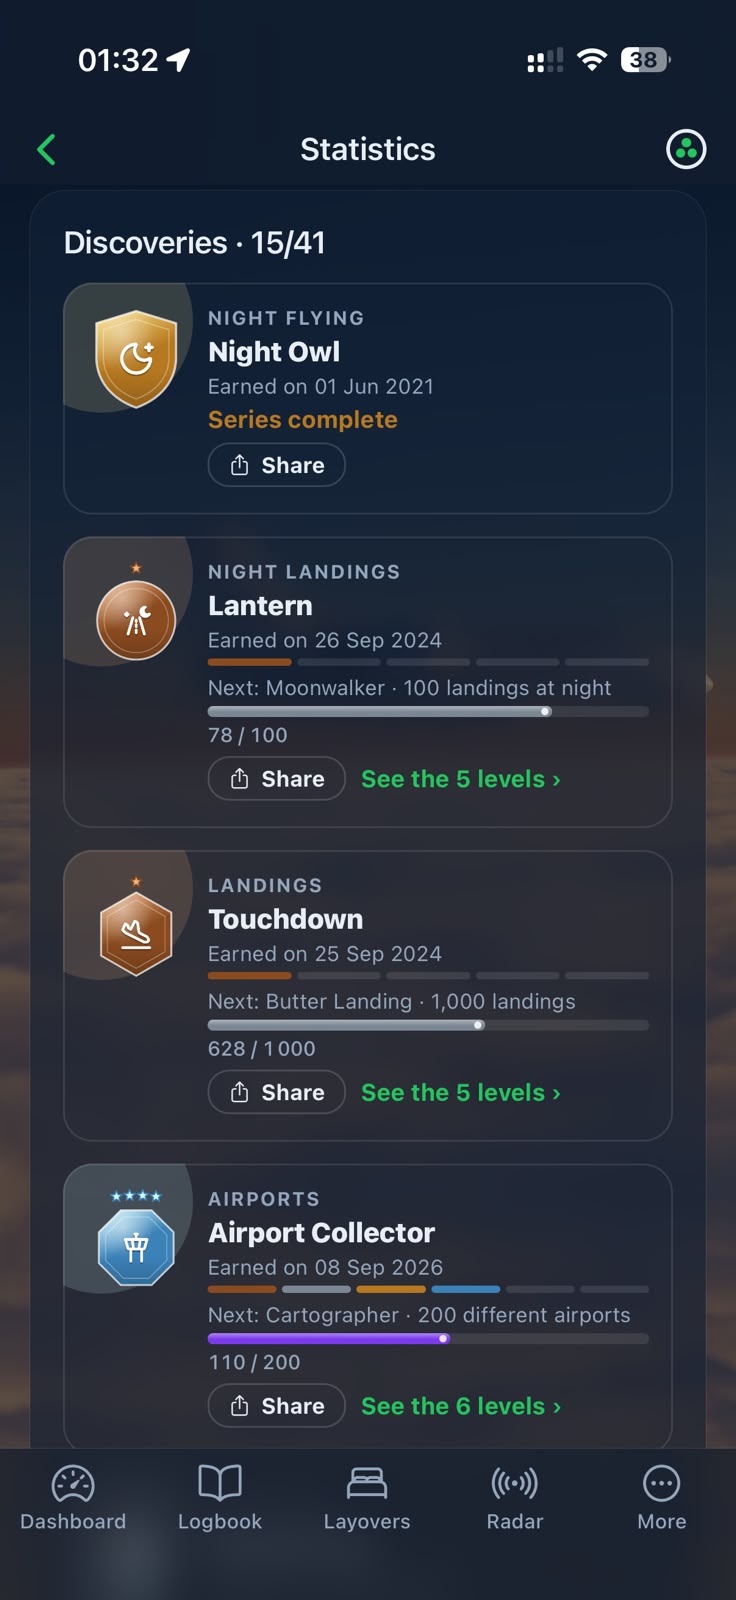 01:32
38
Statistics
Discoveries · 15/41
NIGHT FLYING
Night Owl
Earned on 01 Jun 2021
Series complete
Share
NIGHT LANDINGS
Lantern
Earned on 26 Sep 2024
Next: Moonwalker · 100 landings at night
78 / 100
Share See the 5 levels ›
LANDINGS
Touchdown
Earned on 25 Sep 2024
Next: Butter Landing · 1,000 landings
628 / 1 000
Share See the 5 levels ›
AIRPORTS
Airport Collector
Earned on 08 Sep 2026
Next: Cartographer · 200 different airports
110 / 200
Share See the 6 levels ›
Dashboard Logbook Layovers Radar More